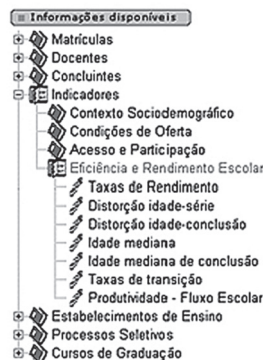 Informações disponíveis
Matrículas
Docentes
Concluintes
Indicadores
Contexto Sociodemográfico
Condições de Oferta
Acesso e Participação
Eficiência e Rendimento Escolar
Taxas de Rendimento
Distorção idade-série
Distorção idade-conclusão
Idade mediana
Idade mediana de conclusão
Taxas de transição
Produtividade - Fluxo Escolar
Estabelecimentos de Ensino
Processos Seletivos
Cursos de Graduação